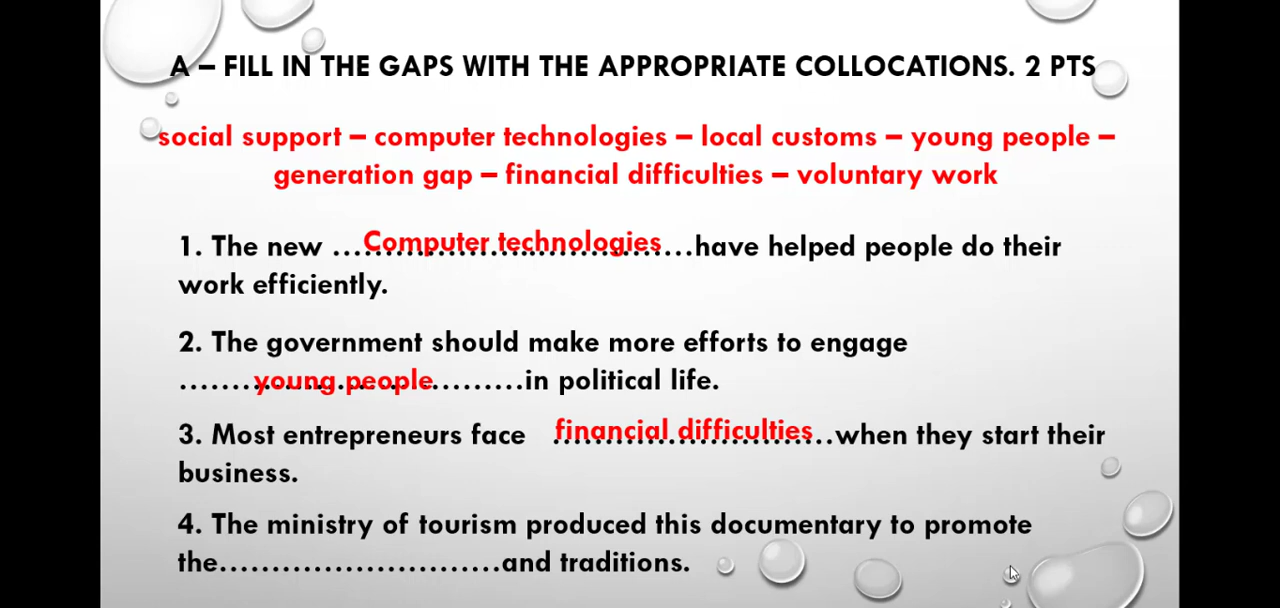 A – FILL IN THE GAPS WITH THE APPROPRIATE COLLOCATIONS. 2 PTS
social support – computer technologies – local customs – young people –
generation gap – financial difficulties – voluntary work
1. The new …Computer technologies…have helped people do their
work efficiently.
2. The government should make more efforts to engage
…….young people………in political life.
3. Most entrepreneurs face financial difficulties..when they start their
business.
4. The ministry of tourism produced this documentary to promote
the………………………and traditions.